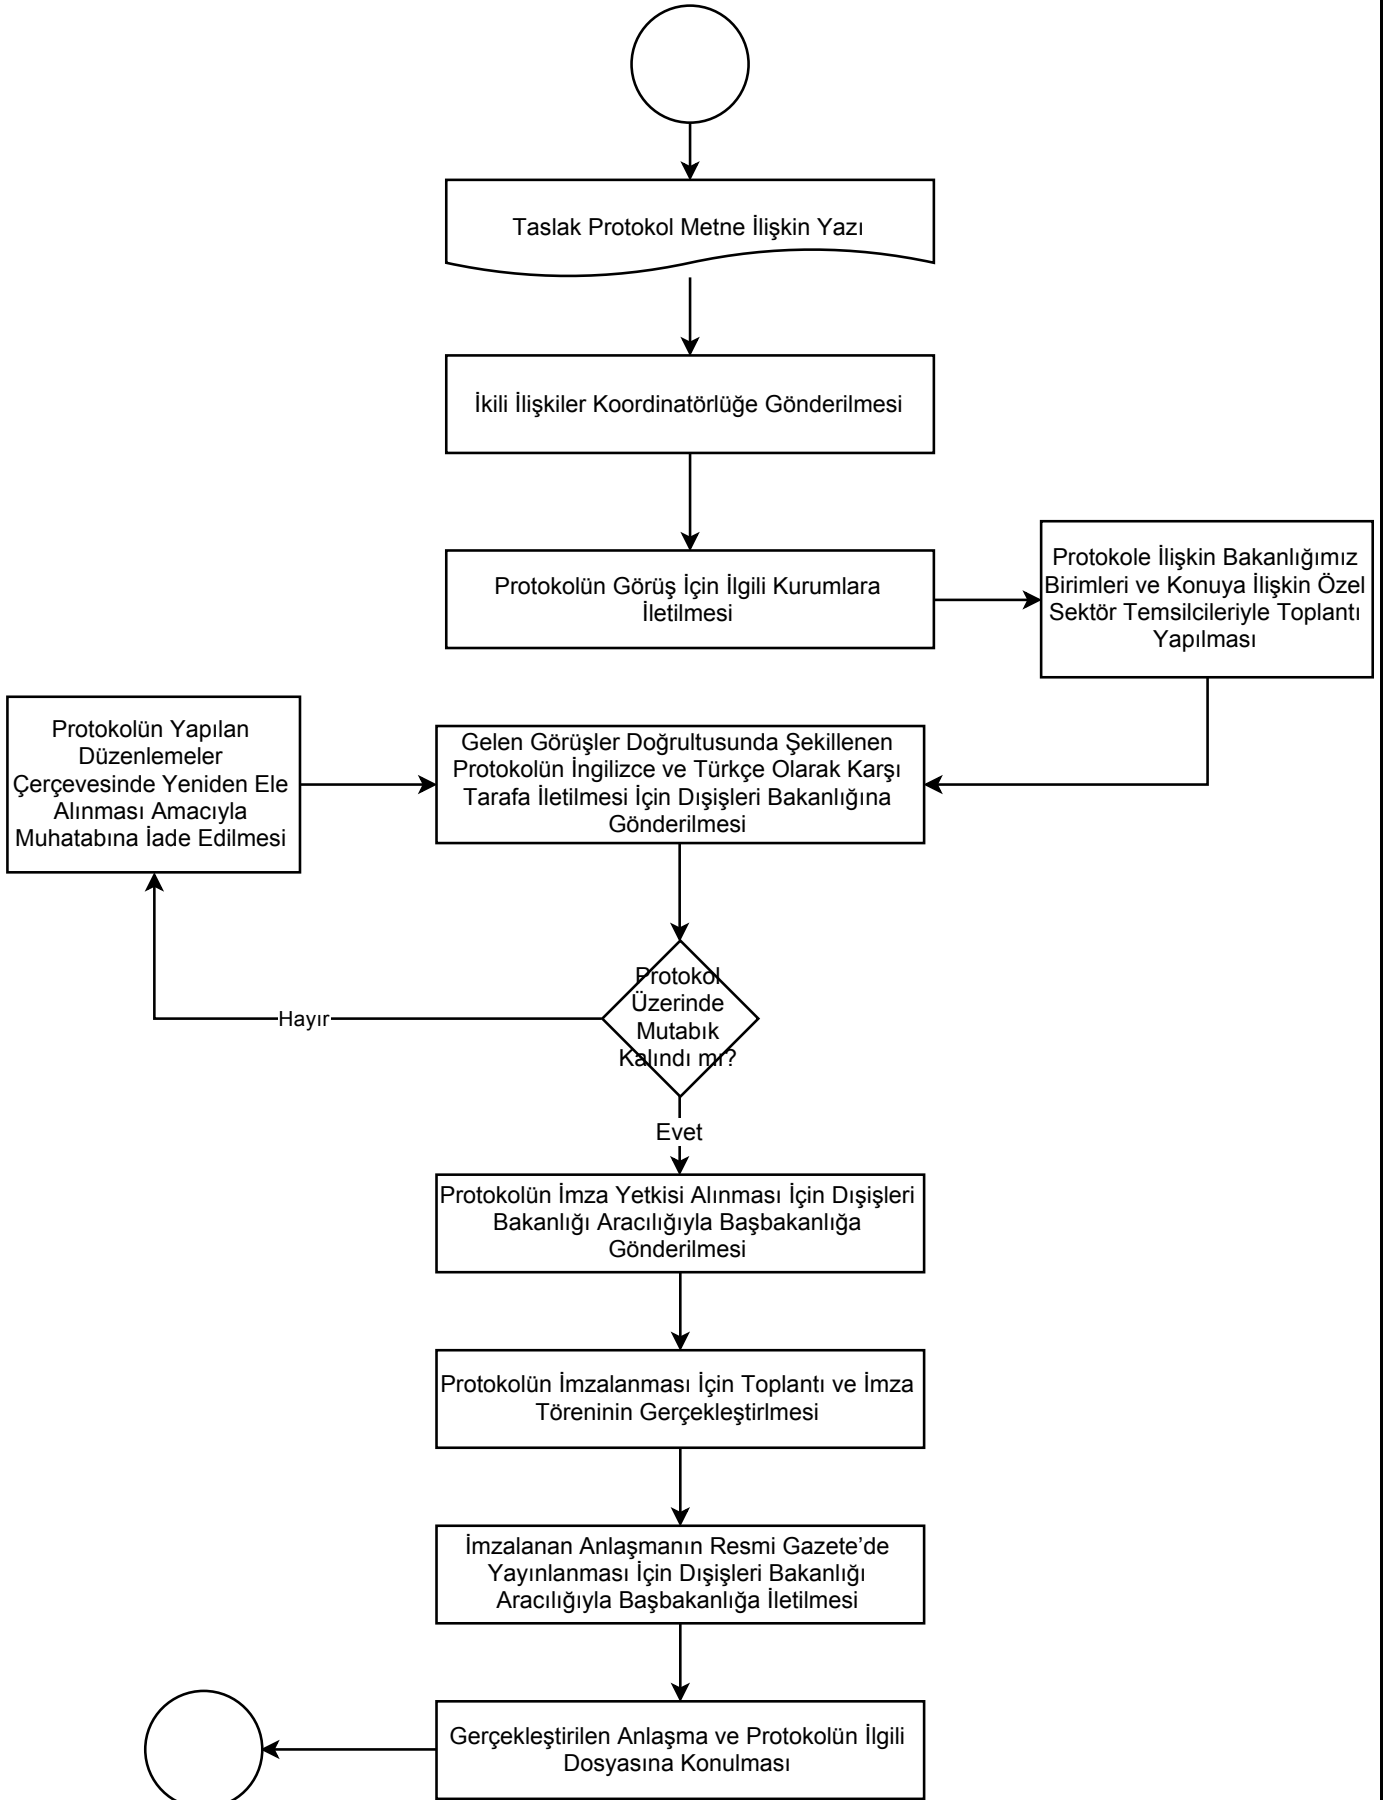 Taslak Protokol Metne İlişkin Yazı
İkili İlişkiler Koordinatörlüğe Gönderilmesi
Protokolün Görüş İçin İlgili Kurumlara
İletilmesi
Protokole İlişkin Bakanlığımız
Birimleri ve Konuya İlişkin Özel
Sektör Temsilcileriyle Toplantı
Yapılması
Protokolün Yapılan
Düzenlemeler
Çerçevesinde Yeniden Ele
Alınması Amacıyla
Muhatabına İade Edilmesi
Gelen Görüşler Doğrultusunda Şekillenen
Protokolün İngilizce ve Türkçe Olarak Karşı
Tarafa İletilmesi İçin Dışişleri Bakanlığına
Gönderilmesi
Protokol
Üzerinde
Mutabık
Kalındı mı?
Hayır
Evet
Protokolün İmza Yetkisi Alınması İçin Dışişleri
Bakanlığı Aracılığıyla Başbakanlığa
Gönderilmesi
Protokolün İmzalanması İçin Toplantı ve İmza
Töreninin Gerçekleştirlmesi
İmzalanan Anlaşmanın Resmi Gazete’de
Yayınlanması İçin Dışişleri Bakanlığı
Aracılığıyla Başbakanlığa İletilmesi
Gerçekleştirilen Anlaşma ve Protokolün İlgili
Dosyasına Konulması